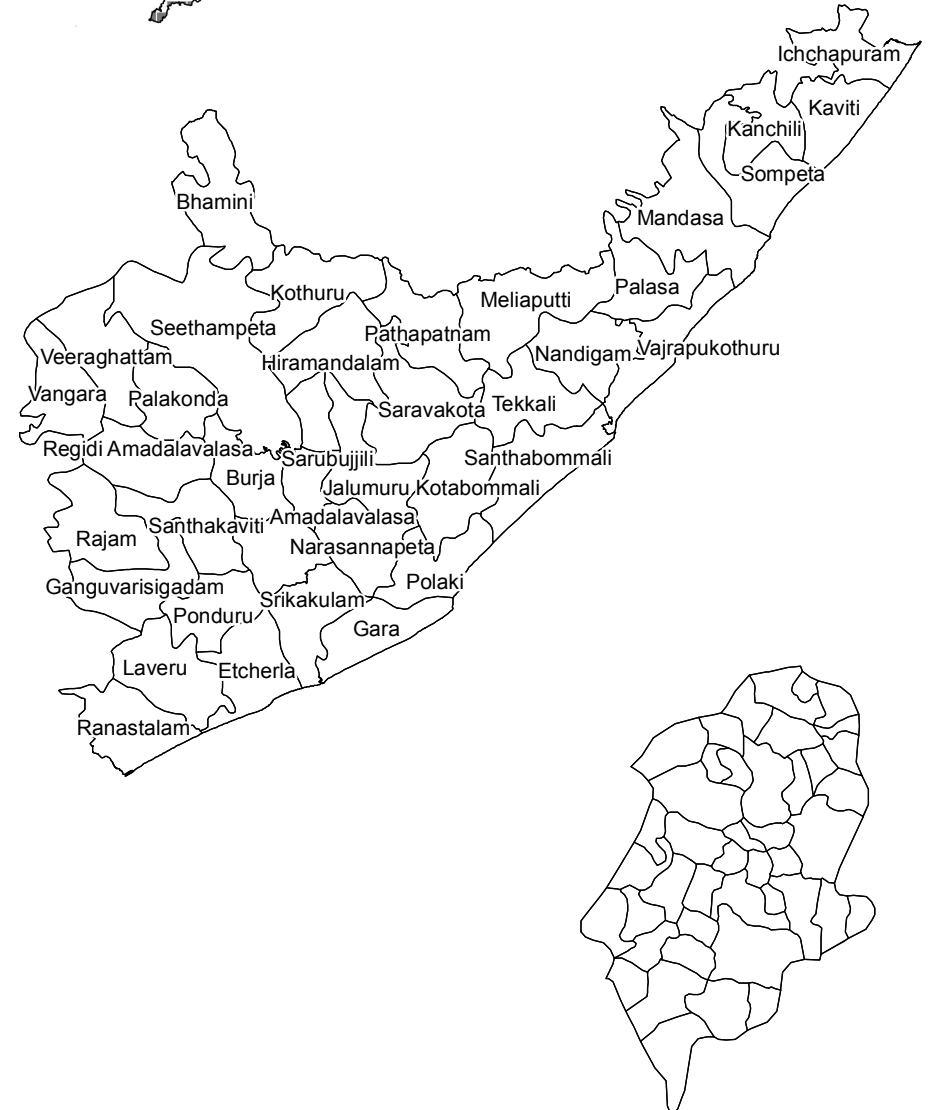 Ichchapuram
Kaviti
Kanchili
Sompeta
Bhamini
Mandasa
Palasa
Kothuru
Meliaputti
Seethampeta
Pathapatnam
Vajrapukothuru
Nandigam
Veeraghattam
Hiramandalam
Vangara
Palakonda
Tekkali
Saravakota
Regidi Amadalavalasa
Sarubujjili
Santhabommali
Burja
Jalumuru
Kotabommali
Amadalavalasa
Santhakaviti
Rajam
Narasannapeta
Polaki
Ganguvarisigadam
Srikakulam
Ponduru
Gara
Laveru
Etcherla
Ranastalam